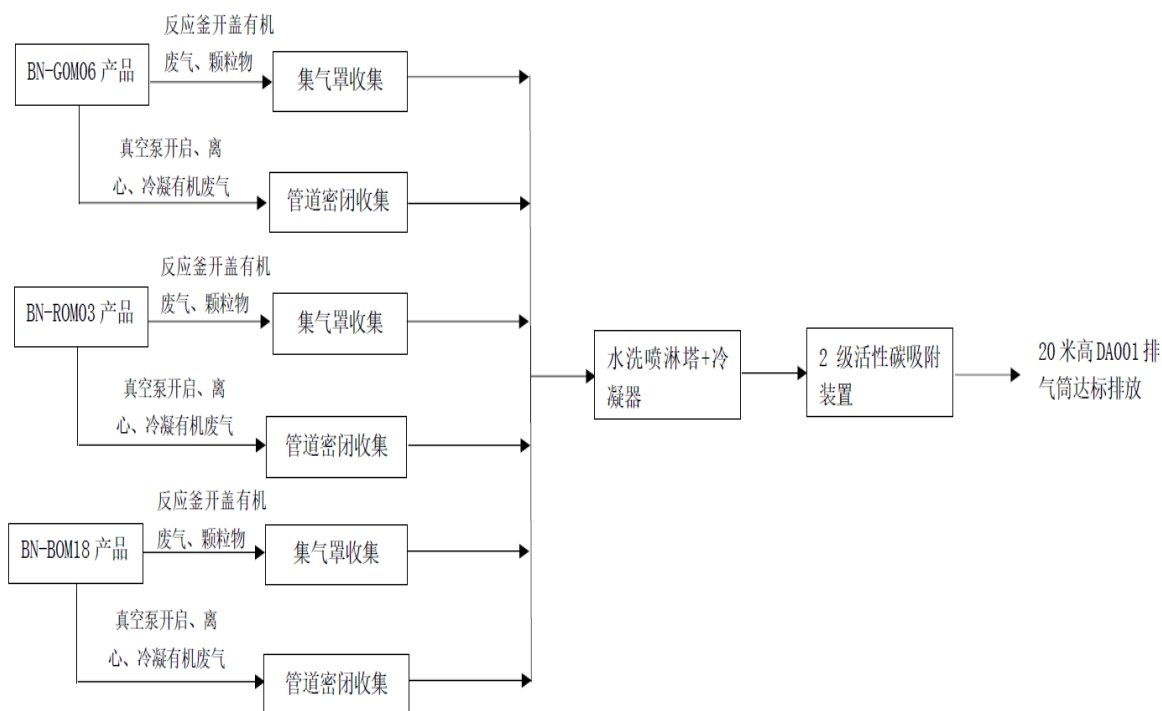 反应釜开盖有机
废气、颗粒物
BN-GOM06 产品
集气罩收集
真空泵开启、离
心、冷凝有机废气
管道密闭收集
反应釜开盖有机
废气、颗粒物
BN-ROM03 产品
集气罩收集
真空泵开启、离
心、冷凝有机废气
管道密闭收集
水洗喷淋塔+冷
凝器
2 级活性碳吸附
装置
20 米高 DA001 排
气筒达标排放
反应釜开盖有机
废气、颗粒物
BN-BOM18 产品
集气罩收集
真空泵开启、离
心、冷凝有机废气
管道密闭收集